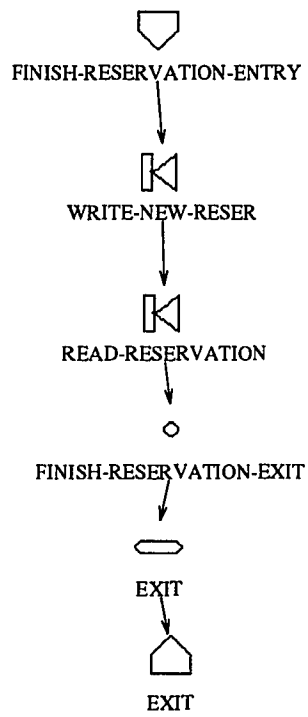 FINISH-RESERVATION-ENTRY
WRITE-NEW-RESER
READ-RESERVATION
FINISH-RESERVATION-EXIT
EXIT
EXIT